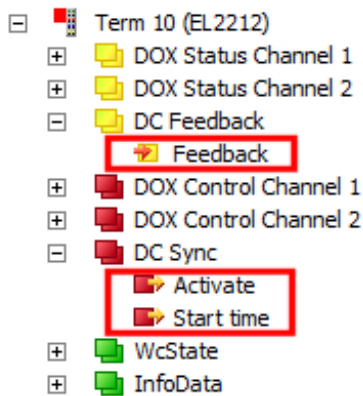 Term 10 (EL2212)
DOX Status Channel 1
DOX Status Channel 2
DC Feedback
Feedback
DOX Control Channel 1
DOX Control Channel 2
DC Sync
Activate
Start time
WcState
InfoData